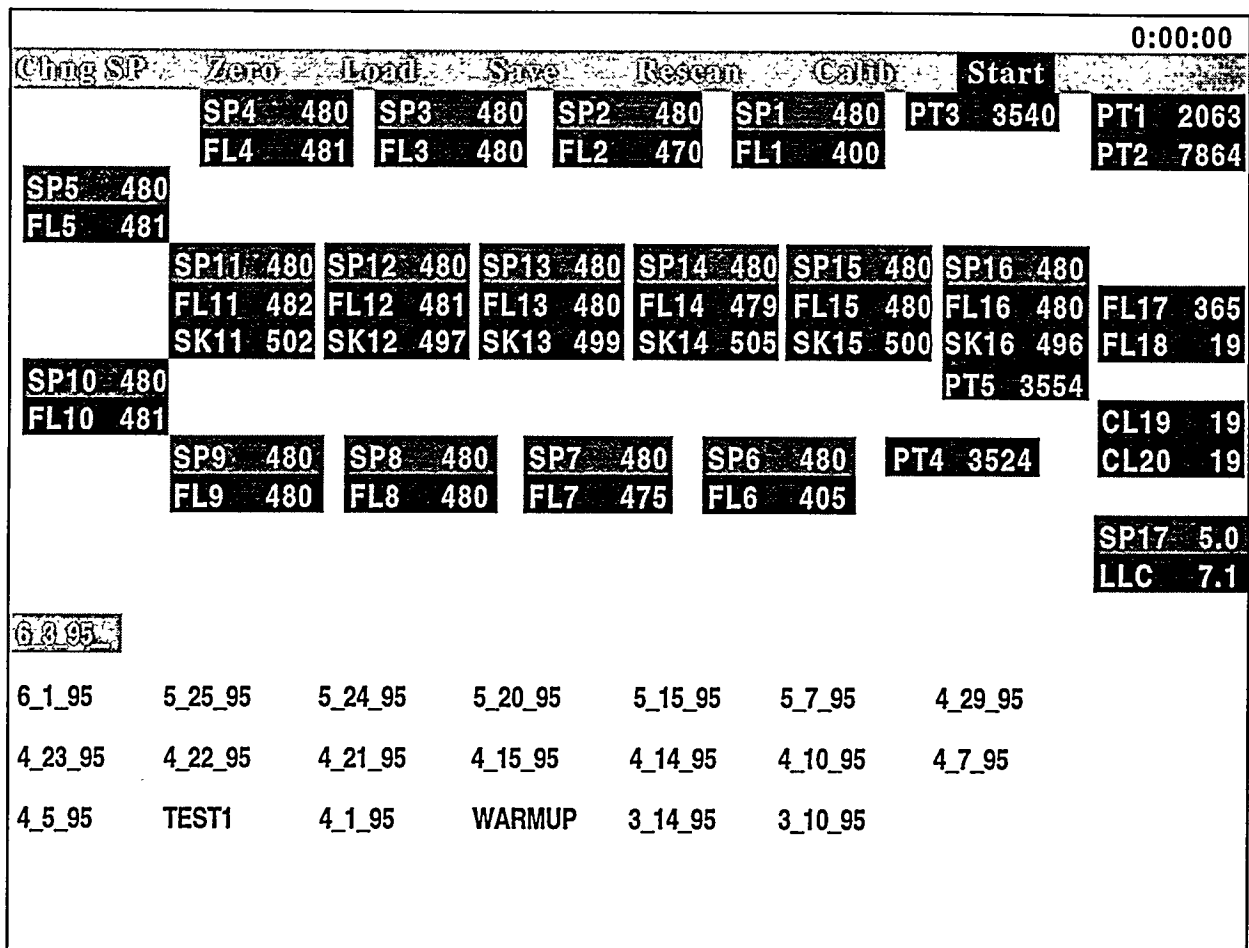 0:00:00
Chng SP Zero Load Save Rescan Calib Start
SP4 480 SP3 480 SP2 480 SP1 480 PT3 3540 PT1 2063
FL4 481 FL3 480 FL2 470 FL1 400 PT2 7864
SP5 480
FL5 481
SP11 480 SP12 480 SP13 480 SP14 480 SP15 480 SP16 480
FL11 482 FL12 481 FL13 480 FL14 479 FL15 480 FL16 480 FL17 365
SK11 502 SK12 497 SK13 499 SK14 505 SK15 500 SK16 496 FL18 19
SP10 480 PT5 3554
FL10 481 CL19 19
SP9 480 SP8 480 SP7 480 SP6 480 PT4 3524 CL20 19
FL9 480 FL8 480 FL7 475 FL6 405
SP17 5.0
LLC 7.1
6_3_95_
6_1_95 5_25_95 5_24_95 5_20_95 5_15_95 5_7_95 4_29_95
4_23_95 4_22_95 4_21_95 4_15_95 4_14_95 4_10_95 4_7_95
4_5_95 TEST1 4_1_95 WARMUP 3_14_95 3_10_95